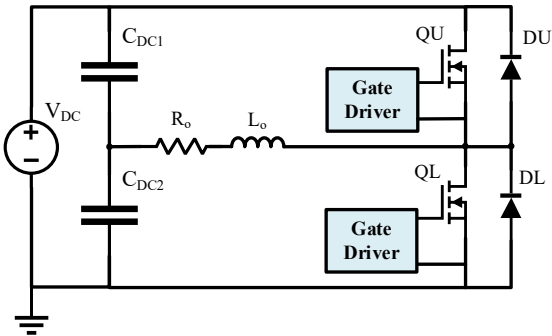 C_DC1
QU
DU
Gate
Driver
V_DC
+
−
R_o
L_o
C_DC2
QL
DL
Gate
Driver